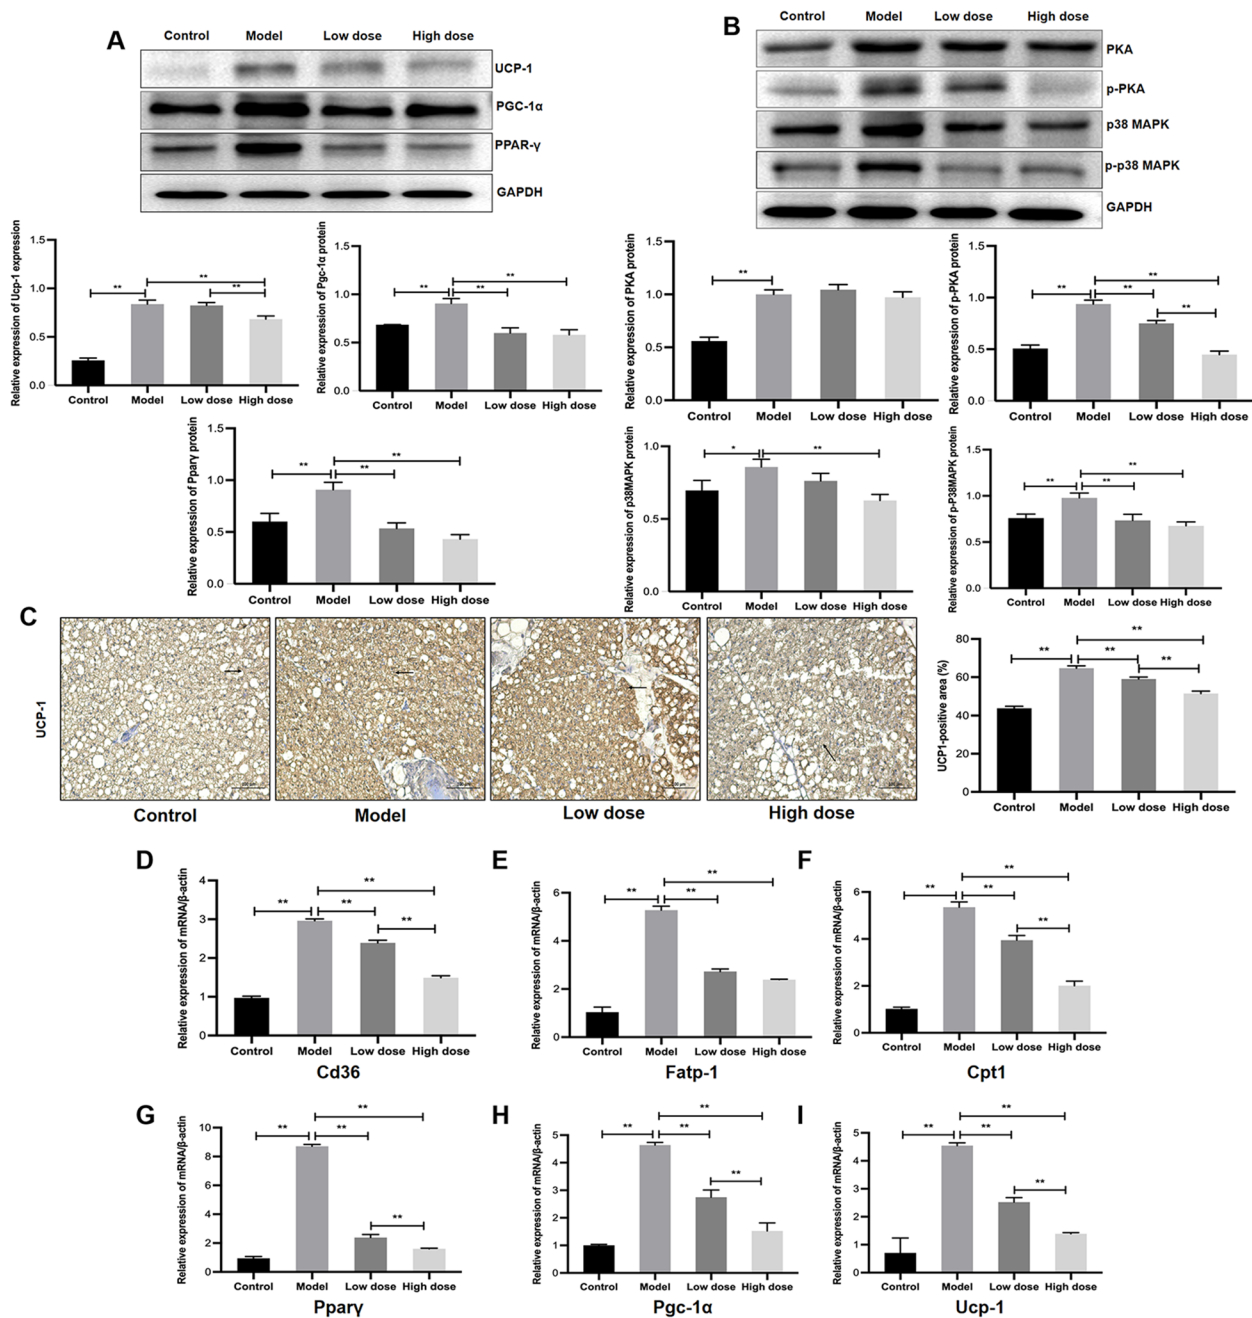 A
Control Model Low dose High dose
UCP-1
PGC-1α
PPAR-γ
GAPDH
B
Control Model Low dose High dose
PKA
p-PKA
p38 MAPK
p-p38 MAPK
GAPDH
Relative expression of Ucp-1 expression
1.5
1.0
0.5
0.0
** ** **
Control Model Low dose High dose
Relative expression of Pgc-1α protein
1.5
1.0
0.5
0.0
** ** **
Control Model Low dose High dose
Relative expression of PKA protein
1.5
1.0
0.5
0.0
**
Control Model Low dose High dose
Relative expression of p-PKA protein
1.5
1.0
0.5
0.0
** ** ** **
Control Model Low dose High dose
Relative expression of Pparγ protein
1.5
1.0
0.5
0.0
** ** **
Control Model Low dose High dose
Relative expression of p38MAPK protein
1.0
0.5
0.0
* **
Control Model Low dose High dose
Relative expression of p-P38MAPK protein
1.5
1.0
0.5
0.0
** ** **
Control Model Low dose High dose
C
UCP-1
Control Model Low dose High dose
UCP1-positive area (%)
80
60
40
20
0
** ** ** **
Control Model Low dose High dose
D
Relative expression of mRNA/β-actin
4
3
2
1
0
** ** ** **
Control Model Low dose High dose
Cd36
E
Relative expression of mRNA/β-actin
6
4
2
0
** ** **
Control Model Low dose High dose
Fatp-1
F
Relative expression of mRNA/β-actin
6
4
2
0
** ** ** **
Control Model Low dose High dose
Cpt1
G
Relative expression of mRNA/β-actin
10
8
6
4
2
0
** ** ** **
Control Model Low dose High dose
Pparγ
H
Relative expression of mRNA/β-actin
5
4
3
2
1
0
** ** ** **
Control Model Low dose High dose
Pgc-1α
I
Relative expression of mRNA/β-actin
5
4
3
2
1
0
** ** ** **
Control Model Low dose High dose
Ucp-1